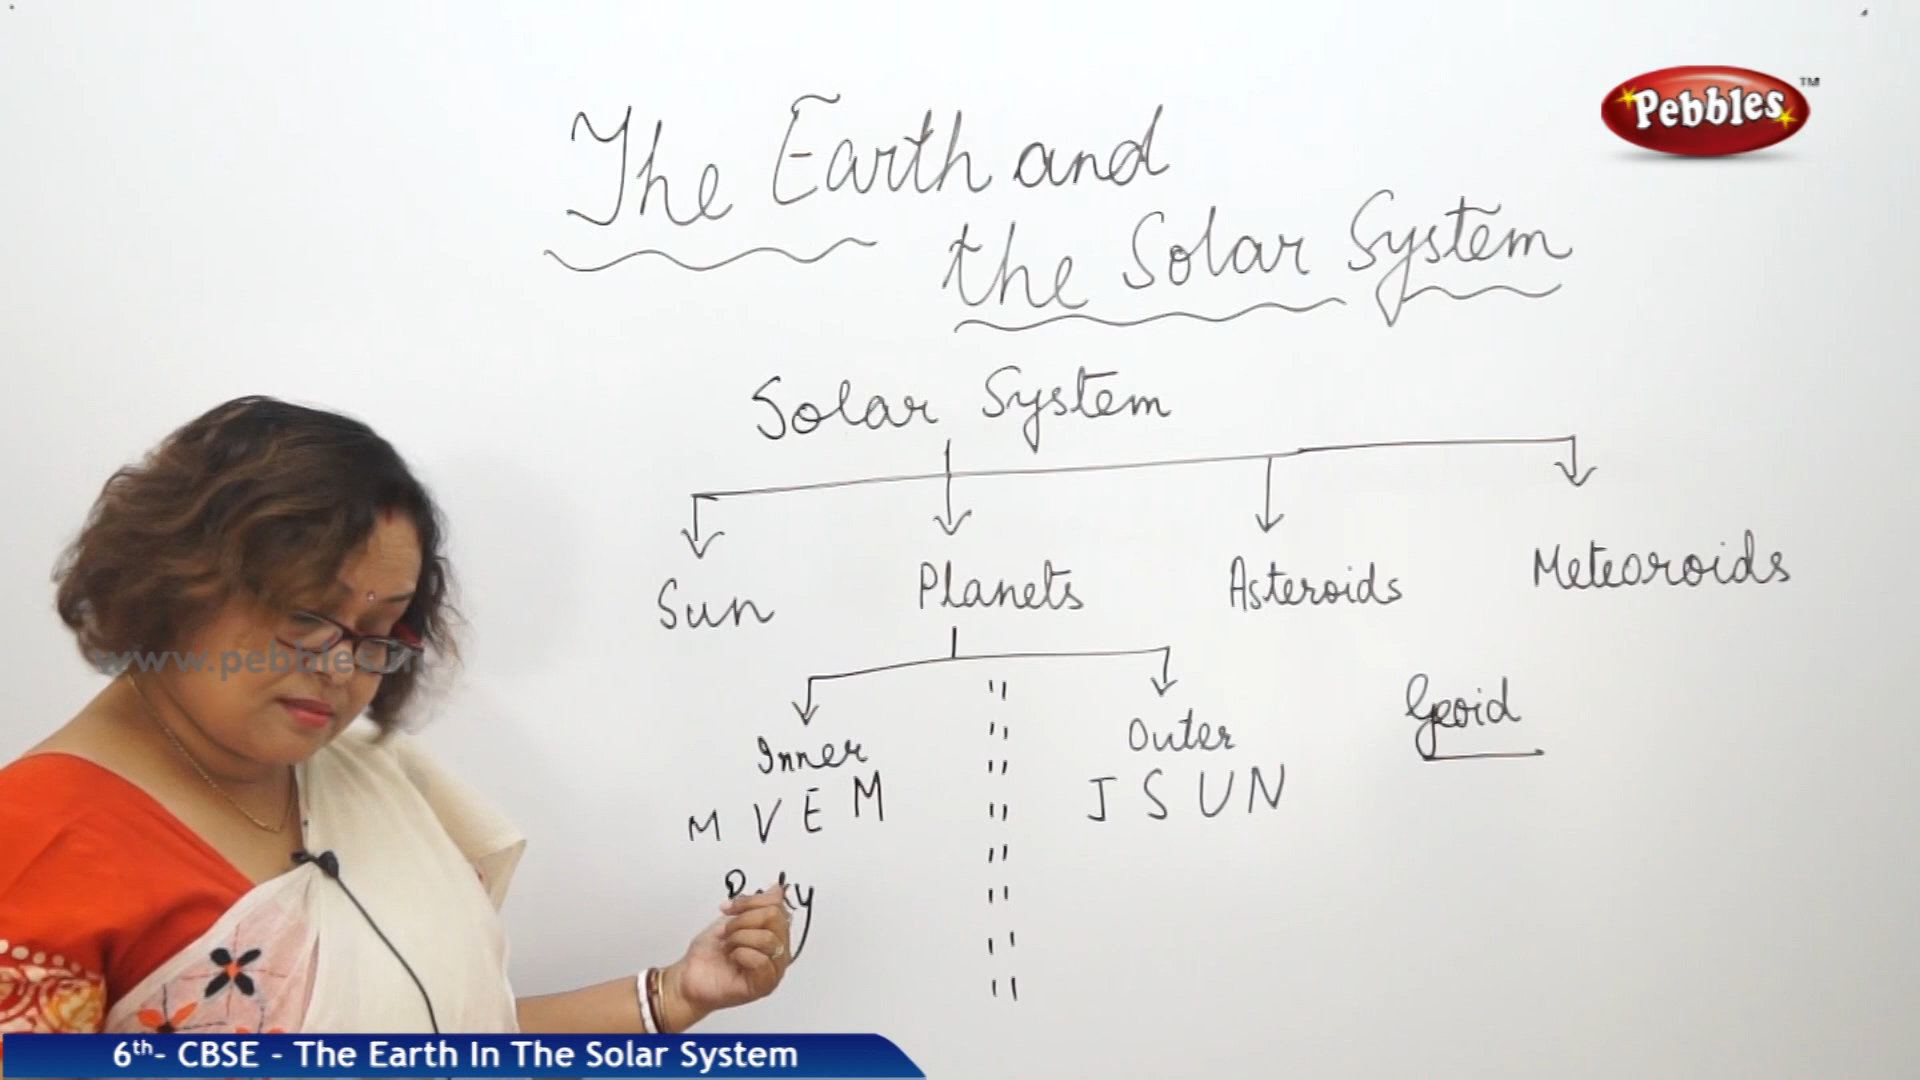 Pebbles™
The Earth and
the Solar System
Solar System
Sun Planets Asteroids Meteoroids
Inner Outer Geoid
M V E M J S U N
www.pebbles.in
6th- CBSE - The Earth In The Solar System